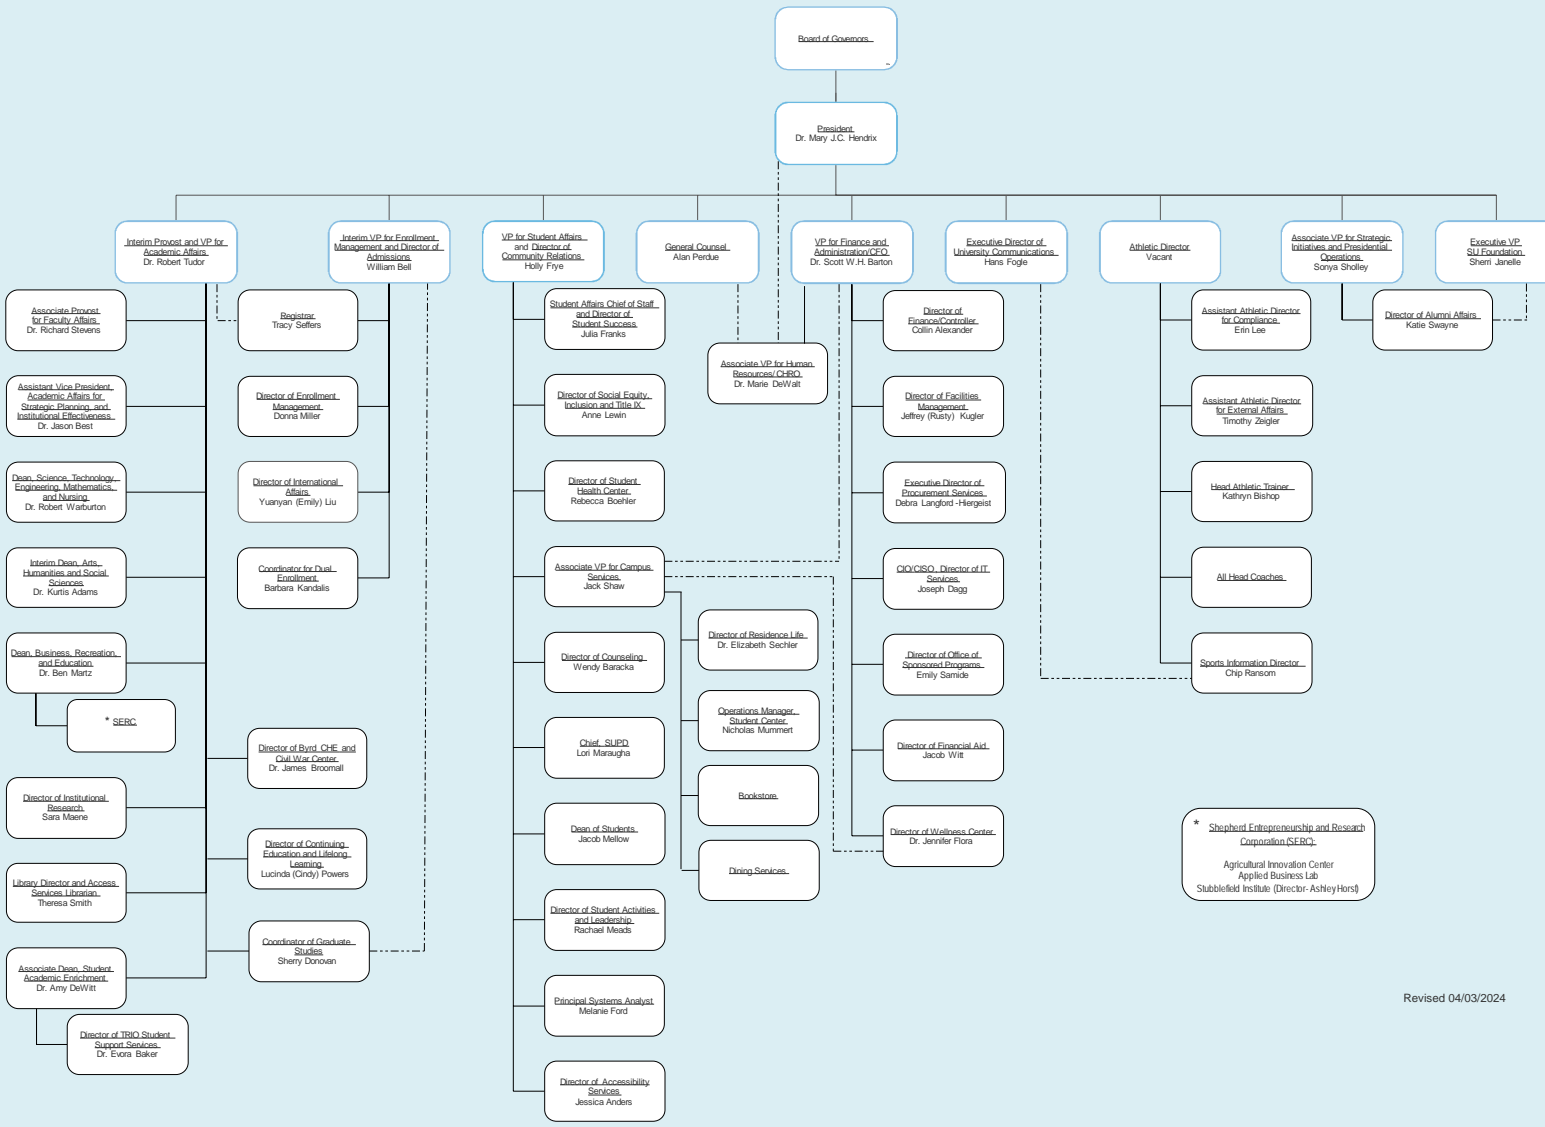 Board of Governors
President
Dr. Mary J.C. Hendrix
Interim Provost and VP for
Academic Affairs
Dr. Robert Tudor
Interim VP for Enrollment
Management and Director of
Admissions
William Bell
VP for Student Affairs
and Director of
Community Relations
Holly Frye
General Counsel
Alan Perdue
VP for Finance and
Administration/CFO
Dr. Scott W.H. Barton
Executive Director of
University Communications
Hans Fogle
Athletic Director
Vacant
Associate VP for Strategic
Initiatives and Presidential
Operations
Sonya Sholley
Executive VP
SU Foundation
Sherri Janelle
Associate Provost
for Faculty Affairs
Dr. Richard Stevens
Assistant Vice President,
Academic Affairs for
Strategic Planning, and
Institutional Effectiveness
Dr. Jason Best
Dean, Science, Technology,
Engineering, Mathematics,
and Nursing
Dr. Robert Warburton
Interim Dean, Arts,
Humanities and Social
Sciences
Dr. Kurtis Adams
Dean, Business, Recreation,
and Education
Dr. Ben Martz
* SERC
Director of Institutional
Research
Sara Maene
Library Director and Access
Services Librarian
Theresa Smith
Associate Dean, Student
Academic Enrichment
Dr. Amy DeWitt
Director of TRIO Student
Support Services
Dr. Evora Baker
Registrar
Tracy Seffers
Director of Enrollment
Management
Donna Miller
Director of International
Affairs
Yuanyan (Emily) Liu
Coordinator for Dual
Enrollment
Barbara Kandalis
Director of Byrd CHE and
Civil War Center
Dr. James Broomall
Director of Continuing
Education and Lifelong
Learning
Lucinda (Cindy) Powers
Coordinator of Graduate
Studies
Sherry Donovan
Student Affairs Chief of Staff
and Director of
Student Success
Julia Franks
Director of Social Equity,
Inclusion and Title IX
Anne Lewin
Director of Student
Health Center
Rebecca Boehler
Associate VP for Campus
Services
Jack Shaw
Director of Counseling
Wendy Baracka
Chief, SUPD
Lori Maraugha
Dean of Students
Jacob Mellow
Director of Student Activities
and Leadership
Rachael Meads
Principal Systems Analyst
Melanie Ford
Director of Accessibility
Services
Jessica Anders
Associate VP for Human
Resources/CHRO
Dr. Marie DeWalt
Director of Residence Life
Dr. Elizabeth Sechler
Operations Manager,
Student Center
Nicholas Mummert
Bookstore
Dining Services
Director of
Finance/Controller
Collin Alexander
Director of Facilities
Management
Jeffrey (Rusty) Kugler
Executive Director of
Procurement Services
Debra Langford -Hiergeist
CIO/CISO, Director of IT
Services
Joseph Dagg
Director of Office of
Sponsored Programs
Emily Samide
Director of Financial Aid
Jacob Witt
Director of Wellness Center
Dr. Jennifer Flora
Assistant Athletic Director
for Compliance
Erin Lee
Assistant Athletic Director
for External Affairs
Timothy Zeigler
Head Athletic Trainer
Kathryn Bishop
All Head Coaches
Sports Information Director
Chip Ransom
Director of Alumni Affairs
Katie Swayne
* Shepherd Entrepreneurship and Research
Corporation (SERC):
Agricultural Innovation Center
Applied Business Lab
Stubblefield Institute (Director- Ashley Horst)
Revised 04/03/2024